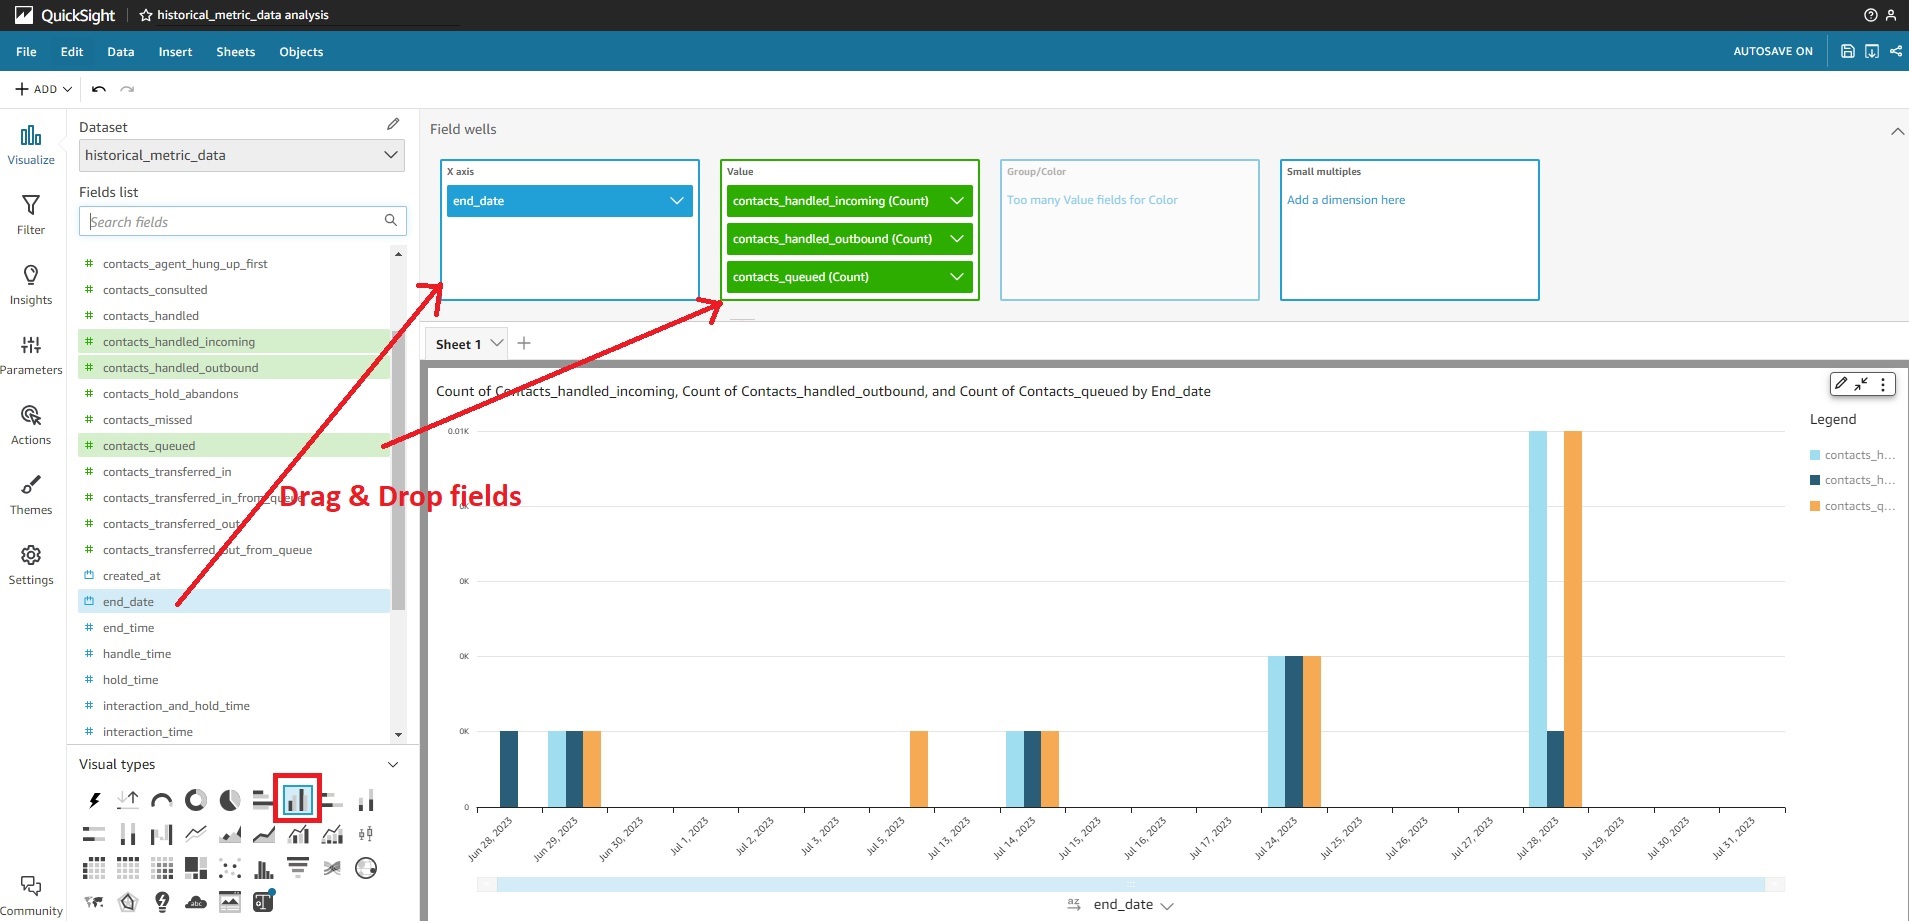 QuickSight
historical_metric_data analysis
File Edit Data Insert Sheets Objects
AUTOSAVE ON
ADD
Visualize
Filter
Insights
Parameters
Actions
Themes
Settings
Community
Dataset
historical_metric_data
Fields list
Search fields
contacts_agent_hung_up_first
contacts_consulted
contacts_handled
contacts_handled_incoming
contacts_handled_outbound
contacts_hold_abandons
contacts_missed
contacts_queued
contacts_transferred_in
contacts_transferred_in_from_queue
contacts_transferred_out
contacts_transferred_out_from_queue
created_at
end_date
end_time
handle_time
hold_time
interaction_and_hold_time
interaction_time
Visual types
Field wells
X axis
end_date
Value
contacts_handled_incoming (Count)
contacts_handled_outbound (Count)
contacts_queued (Count)
Group/Color
Too many Value fields for Color
Small multiples
Add a dimension here
Drag & Drop fields
Sheet 1
Count of Contacts_handled_incoming, Count of Contacts_handled_outbound, and Count of Contacts_queued by End_date
0.01K
0K
0K
0K
0K
0
Jun 28, 2023
Jun 29, 2023
Jun 30, 2023
Jul 1, 2023
Jul 2, 2023
Jul 3, 2023
Jul 5, 2023
Jul 13, 2023
Jul 14, 2023
Jul 15, 2023
Jul 16, 2023
Jul 17, 2023
Jul 24, 2023
Jul 25, 2023
Jul 26, 2023
Jul 27, 2023
Jul 28, 2023
Jul 29, 2023
Jul 30, 2023
Jul 31, 2023
end_date
Legend
contacts_h...
contacts_h...
contacts_q...